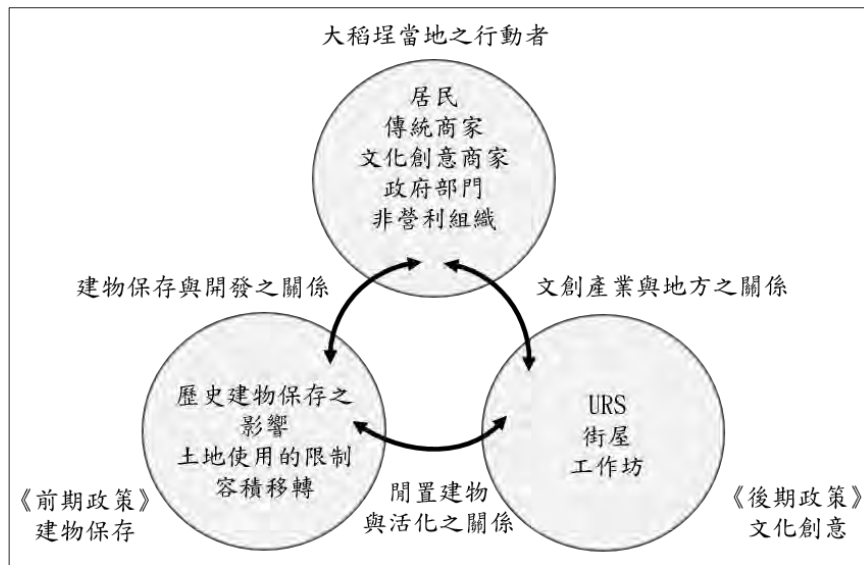 大稻埕當地之行動者
居民
傳統商家
文化創意商家
政府部門
非營利組織
建物保存與開發之關係
文創產業與地方之關係
歷史建物保存之
影響
土地使用的限制
容積移轉
URS
街屋
工作坊
閒置建物
與活化之關係
《前期政策》
建物保存
《後期政策》
文化創意